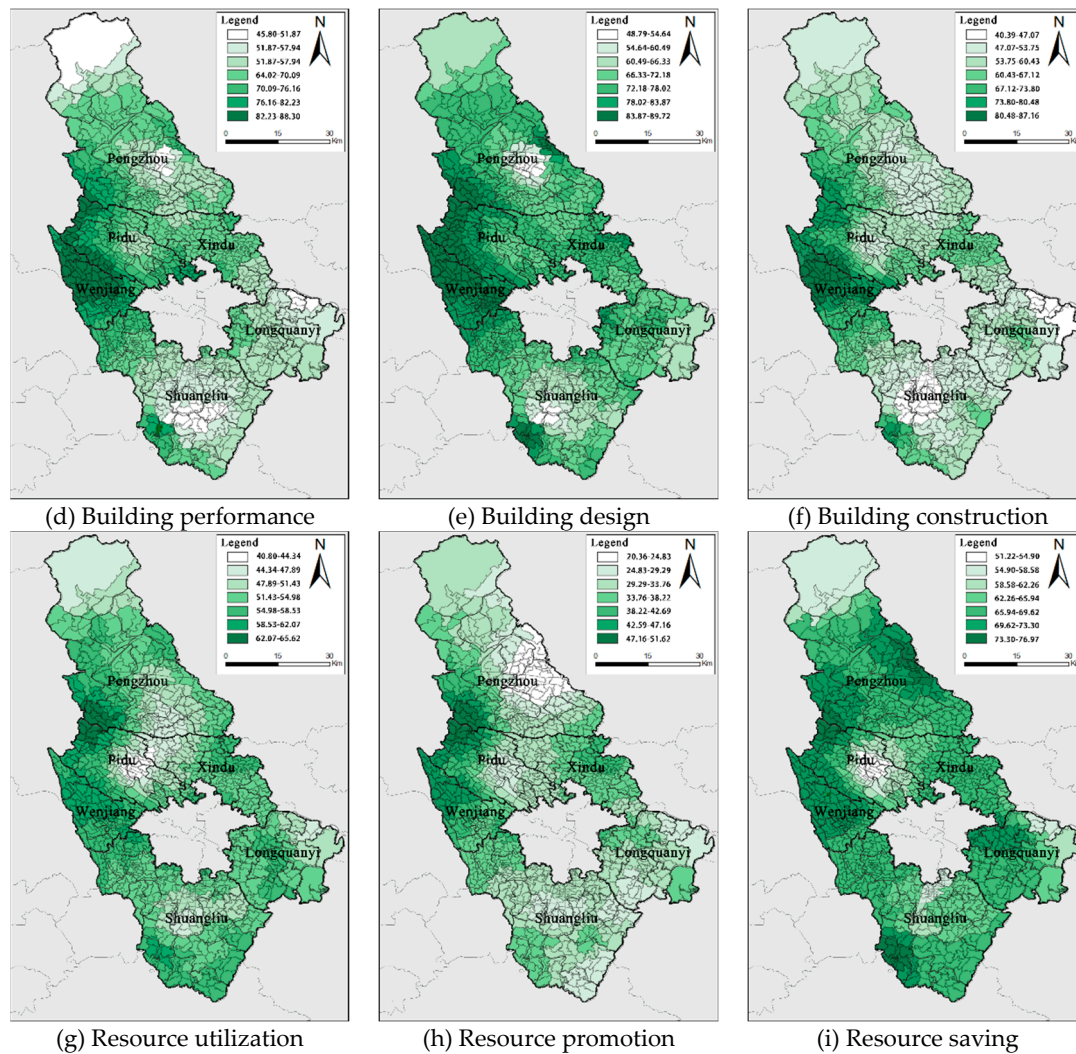 Legend
N
45.80-51.87
51.87-57.94
51.87-57.94
64.02-70.09
70.09-76.16
76.16-82.23
82.23-88.30
0 15 30
Km
Pengzhou
Pidu
Xindu
Wenjiang
Longquanyi
Shuangliu
(d) Building performance
Legend
N
48.79-54.64
54.64-60.49
60.49-66.33
66.33-72.18
72.18-78.02
78.02-83.87
83.87-89.72
0 15 30
Km
Pengzhou
Pidu
Xindu
Wenjiang
Longquanyi
Shuangliu
(e) Building design
Legend
N
40.39-47.07
47.07-53.75
53.75-60.43
60.43-67.12
67.12-73.80
73.80-80.48
80.48-87.16
0 15 30
Km
Pengzhou
Pidu
Xindu
Wenjiang
Longquanyi
Shuangliu
(f) Building construction
Legend
N
40.80-44.34
44.34-47.89
47.89-51.43
51.43-54.98
54.98-58.53
58.53-62.07
62.07-65.62
0 15 30
Km
Pengzhou
Pidu
Xindu
Wenjiang
Longquanyi
Shuangliu
(g) Resource utilization
Legend
N
20.36-24.83
24.83-29.29
29.29-33.76
33.76-38.22
38.22-42.69
42.59-47.16
47.16-51.62
0 15 30
Km
Pengzhou
Pidu
Xindu
Wenjiang
Longquanyi
Shuangliu
(h) Resource promotion
Legend
N
51.22-54.90
54.90-58.58
58.58-62.26
62.26-65.94
65.94-69.62
69.62-73.30
73.30-76.97
0 15 30
Km
Pengzhou
Pidu
Xindu
Wenjiang
Longquanyi
Shuangliu
(i) Resource saving